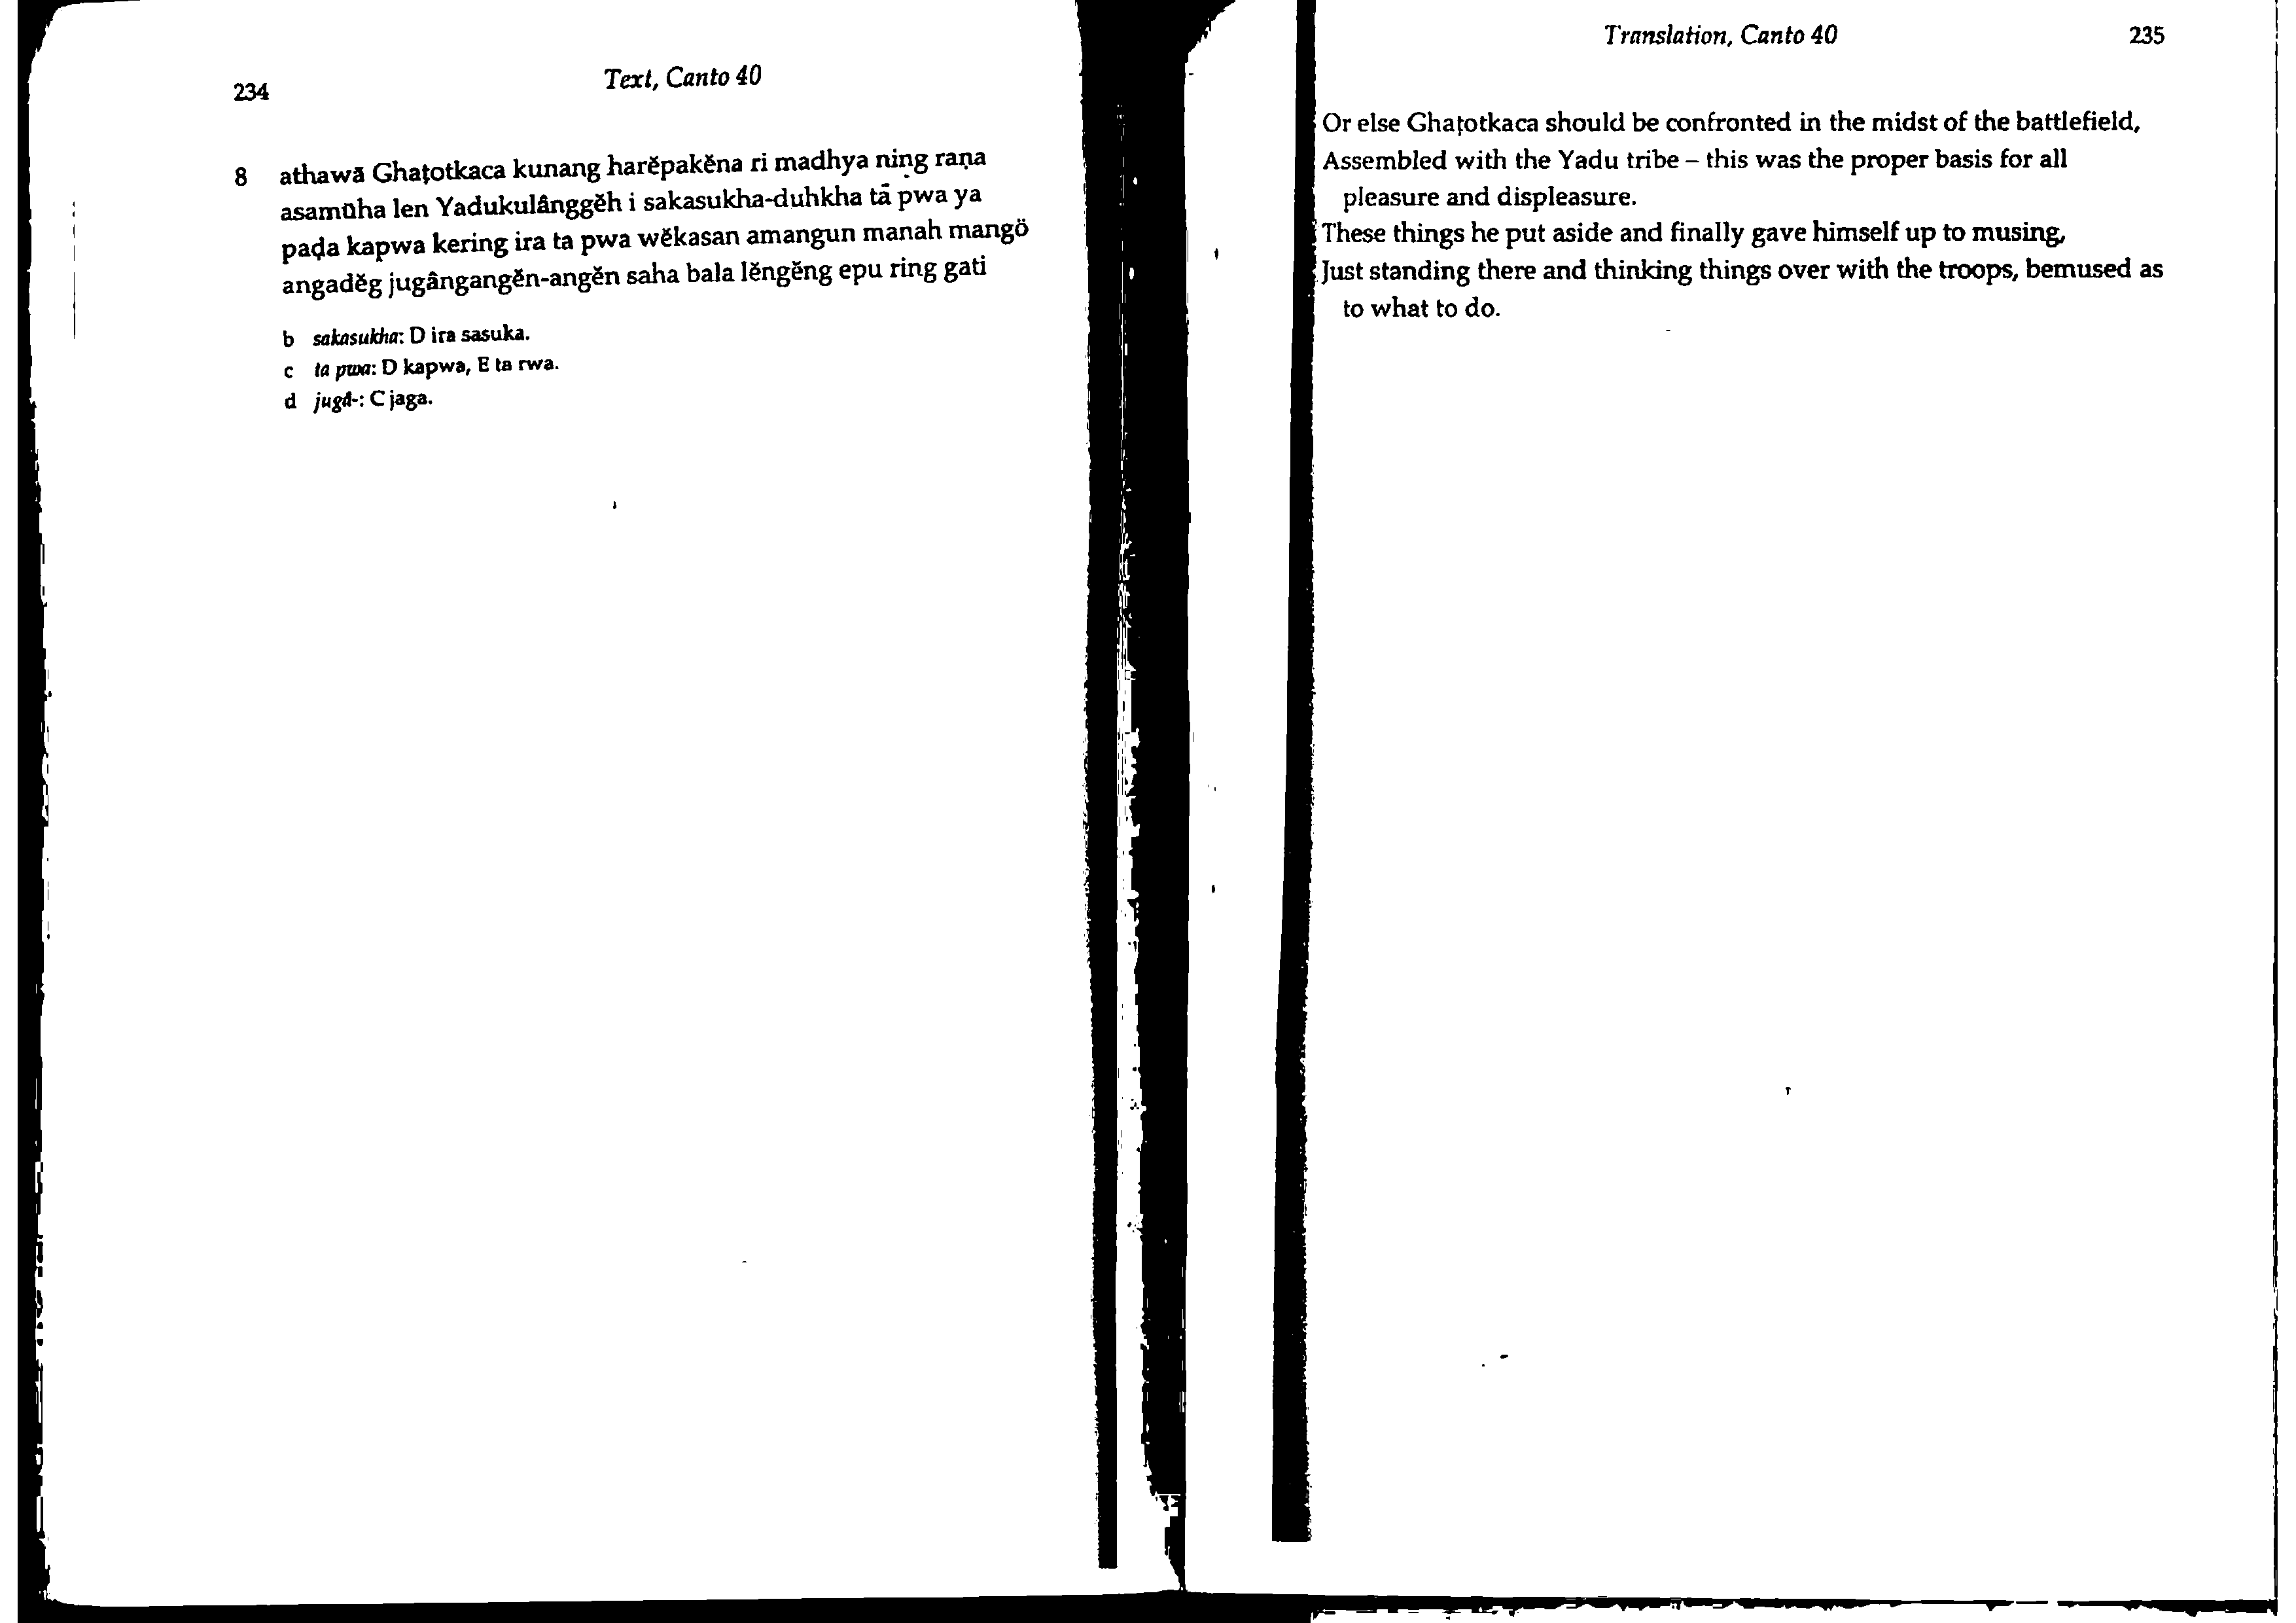 234
Text, Canto 40
8 athawā Ghaṭotkaca kunang harĕpakĕna ri madhya ning raṇa
asamūha len Yadukulânggĕh i sakasukha-duhkha tā pwa ya
paḍa kapwa kering ira ta pwa wĕkasan amangun manah mangö
angadĕg jugângangĕn-angĕn saha bala lĕngĕng epu ring gati
b sakasukha: D ira sasuka.
c ta pwa: D kapwa, E ta rwa.
d jugâ-: C jaga.
Translation, Canto 40
235
Or else Ghaṭotkaca should be confronted in the midst of the battlefield,
Assembled with the Yadu tribe – this was the proper basis for all
pleasure and displeasure.
These things he put aside and finally gave himself up to musing,
Just standing there and thinking things over with the troops, bemused as
to what to do.